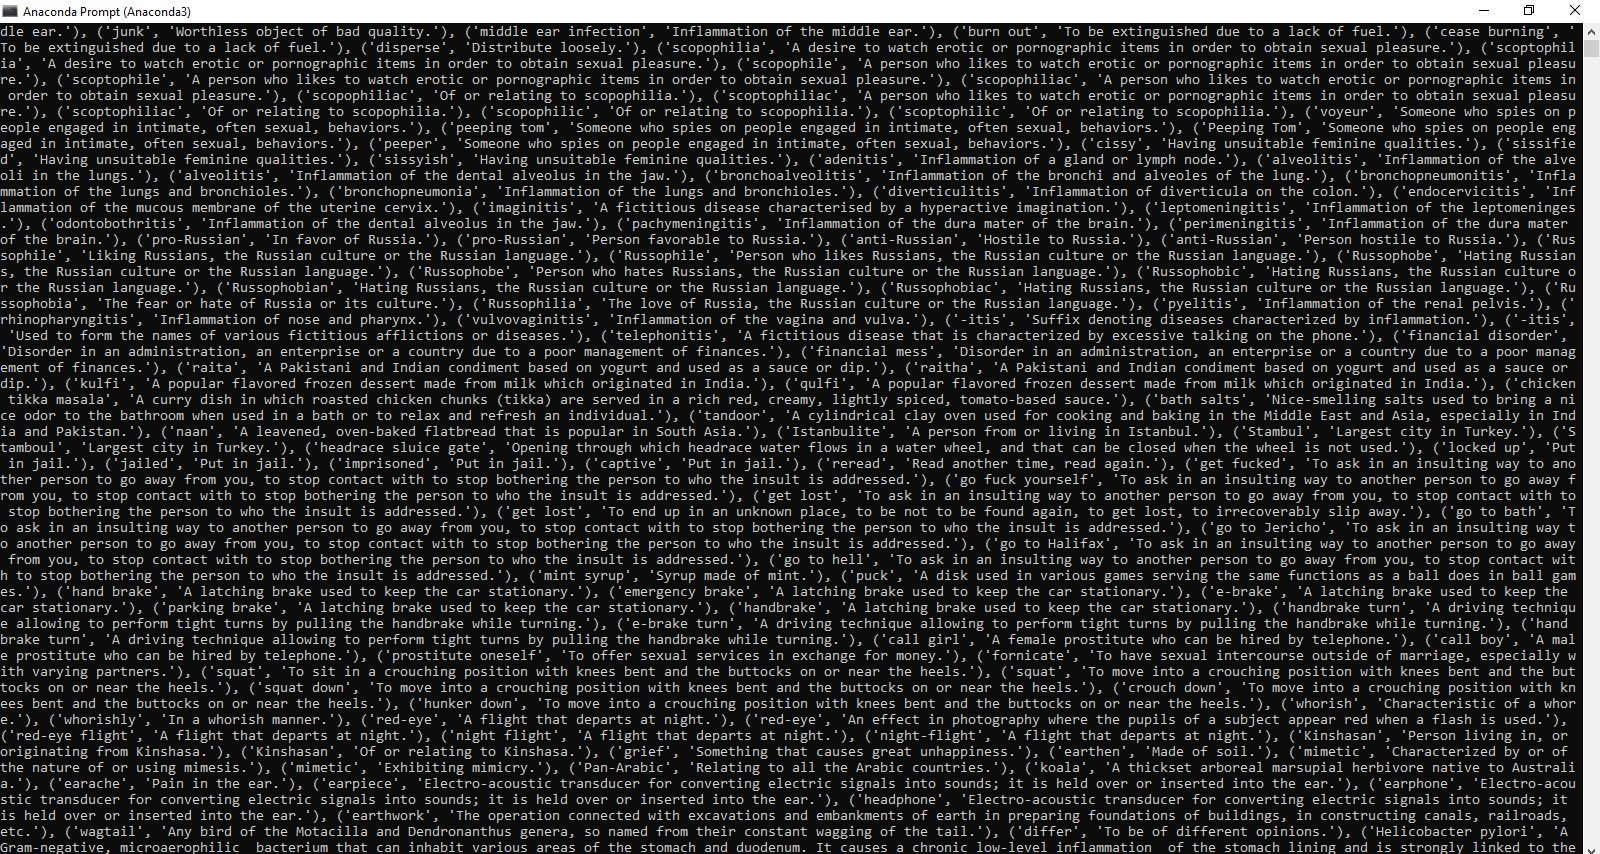 Anaconda Prompt (Anaconda3)
dle ear.'), ('junk', 'Worthless object of bad quality.'), ('middle ear infection', 'Inflammation of the middle ear.'), ('burn out', 'To be extinguished due to a lack of fuel.'), ('cease burning', '
To be extinguished due to a lack of fuel.'), ('disperse', 'Distribute loosely.'), ('scopophilia', 'A desire to watch erotic or pornographic items in order to obtain sexual pleasure.'), ('scoptophil
ia', 'A desire to watch erotic or pornographic items in order to obtain sexual pleasure.'), ('scopophile', 'A person who likes to watch erotic or pornographic items in order to obtain sexual pleasu
re.'), ('scoptophile', 'A person who likes to watch erotic or pornographic items in order to obtain sexual pleasure.'), ('scopophiliac', 'A person who likes to watch erotic or pornographic items in
 order to obtain sexual pleasure.'), ('scopophiliac', 'Of or relating to scopophilia.'), ('scoptophiliac', 'A person who likes to watch erotic or pornographic items in order to obtain sexual pleasu
re.'), ('scoptophiliac', 'Of or relating to scopophilia.'), ('scopophilic', 'Of or relating to scopophilia.'), ('scoptophilic', 'Of or relating to scopophilia.'), ('voyeur', 'Someone who spies on p
eople engaged in intimate, often sexual, behaviors.'), ('peeping tom', 'Someone who spies on people engaged in intimate, often sexual, behaviors.'), ('Peeping Tom', 'Someone who spies on people eng
aged in intimate, often sexual, behaviors.'), ('peeper', 'Someone who spies on people engaged in intimate, often sexual, behaviors.'), ('cissy', 'Having unsuitable feminine qualities.'), ('sissifie
d', 'Having unsuitable feminine qualities.'), ('sissyish', 'Having unsuitable feminine qualities.'), ('adenitis', 'Inflammation of a gland or lymph node.'), ('alveolitis', 'Inflammation of the alve
oli in the lungs.'), ('alveolitis', 'Inflammation of the dental alveolus in the jaw.'), ('bronchoalveolitis', 'Inflammation of the bronchi and alveoles of the lung.'), ('bronchopneumonitis', 'Infla
mmation of the lungs and bronchioles.'), ('bronchopneumonia', 'Inflammation of the lungs and bronchioles.'), ('diverticulitis', 'Inflammation of diverticula on the colon.'), ('endocervicitis', 'Inf
lammation of the mucous membrane of the uterine cervix.'), ('imaginitis', 'A fictitious disease characterised by a hyperactive imagination.'), ('leptomeningitis', 'Inflammation of the leptomeninges
.'), ('odontobothritis', 'Inflammation of the dental alveolus in the jaw.'), ('pachymeningitis', 'Inflammation of the dura mater of the brain.'), ('perimeningitis', 'Inflammation of the dura mater
of the brain.'), ('pro-Russian', 'In favor of Russia.'), ('pro-Russian', 'Person favorable to Russia.'), ('anti-Russian', 'Hostile to Russia.'), ('anti-Russian', 'Person hostile to Russia.'), ('Rus
sophile', 'Liking Russians, the Russian culture or the Russian language.'), ('Russophile', 'Person who likes Russians, the Russian culture or the Russian language.'), ('Russophobe', 'Hating Russian
s, the Russian culture or the Russian language.'), ('Russophobe', 'Person who hates Russians, the Russian culture or the Russian language.'), ('Russophobic', 'Hating Russians, the Russian culture o
r the Russian language.'), ('Russophobian', 'Hating Russians, the Russian culture or the Russian language.'), ('Russophobiac', 'Hating Russians, the Russian culture or the Russian language.'), ('Ru
ssophobia', 'The fear or hate of Russia or its culture.'), ('Russophilia', 'The love of Russia, the Russian culture or the Russian language.'), ('pyelitis', 'Inflammation of the renal pelvis.'), ('
rhinopharyngitis', 'Inflammation of nose and pharynx.'), ('vulvovaginitis', 'Inflammation of the vagina and vulva.'), ('-itis', 'Suffix denoting diseases characterized by inflammation.'), ('-itis',
 'Used to form the names of various fictitious afflictions or diseases.'), ('telephonitis', 'A fictitious disease that is characterized by excessive talking on the phone.'), ('financial disorder',
'Disorder in an administration, an enterprise or a country due to a poor management of finances.'), ('financial mess', 'Disorder in an administration, an enterprise or a country due to a poor manag
ement of finances.'), ('raita', 'A Pakistani and Indian condiment based on yogurt and used as a sauce or dip.'), ('raitha', 'A Pakistani and Indian condiment based on yogurt and used as a sauce or
dip.'), ('kulfi', 'A popular flavored frozen dessert made from milk which originated in India.'), ('qulfi', 'A popular flavored frozen dessert made from milk which originated in India.'), ('chicken
 tikka masala', 'A curry dish in which roasted chicken chunks (tikka) are served in a rich red, creamy, lightly spiced, tomato-based sauce.'), ('bath salts', 'Nice-smelling salts used to bring a ni
ce odor to the bathroom when used in a bath or to relax and refresh an individual.'), ('tandoor', 'A cylindrical clay oven used for cooking and baking in the Middle East and Asia, especially in Ind
ia and Pakistan.'), ('naan', 'A leavened, oven-baked flatbread that is popular in South Asia.'), ('Istanbulite', 'A person from or living in Istanbul.'), ('Stambul', 'Largest city in Turkey.'), ('S
tamboul', 'Largest city in Turkey.'), ('headrace sluice gate', 'Opening through which headrace water flows in a water wheel, and that can be closed when the wheel is not used.'), ('locked up', 'Put
 in jail.'), ('jailed', 'Put in jail.'), ('imprisoned', 'Put in jail.'), ('captive', 'Put in jail.'), ('reread', 'Read another time, read again.'), ('get fucked', 'To ask in an insulting way to ano
ther person to go away from you, to stop contact with to stop bothering the person to who the insult is addressed.'), ('go fuck yourself', 'To ask in an insulting way to another person to go away f
rom you, to stop contact with to stop bothering the person to who the insult is addressed.'), ('get lost', 'To ask in an insulting way to another person to go away from you, to stop contact with to
 stop bothering the person to who the insult is addressed.'), ('get lost', 'To end up in an unknown place, to be not to be found again, to get lost, to irrecoverably slip away.'), ('go to bath', 'T
o ask in an insulting way to another person to go away from you, to stop contact with to stop bothering the person to who the insult is addressed.'), ('go to Jericho', 'To ask in an insulting way t
o another person to go away from you, to stop contact with to stop bothering the person to who the insult is addressed.'), ('go to Halifax', 'To ask in an insulting way to another person to go away
 from you, to stop contact with to stop bothering the person to who the insult is addressed.'), ('go to hell', 'To ask in an insulting way to another person to go away from you, to stop contact wit
h to stop bothering the person to who the insult is addressed.'), ('mint syrup', 'Syrup made of mint.'), ('puck', 'A disk used in various games serving the same functions as a ball does in ball gam
es.'), ('hand brake', 'A latching brake used to keep the car stationary.'), ('emergency brake', 'A latching brake used to keep the car stationary.'), ('e-brake', 'A latching brake used to keep the
car stationary.'), ('parking brake', 'A latching brake used to keep the car stationary.'), ('handbrake', 'A latching brake used to keep the car stationary.'), ('handbrake turn', 'A driving techniqu
e allowing to perform tight turns by pulling the handbrake while turning.'), ('e-brake turn', 'A driving technique allowing to perform tight turns by pulling the handbrake while turning.'), ('hand
brake turn', 'A driving technique allowing to perform tight turns by pulling the handbrake while turning.'), ('call girl', 'A female prostitute who can be hired by telephone.'), ('call boy', 'A mal
e prostitute who can be hired by telephone.'), ('prostitute oneself', 'To offer sexual services in exchange for money.'), ('fornicate', 'To have sexual intercourse outside of marriage, especially w
ith varying partners.'), ('squat', 'To sit in a crouching position with knees bent and the buttocks on or near the heels.'), ('squat', 'To move into a crouching position with knees bent and the but
tocks on or near the heels.'), ('squat down', 'To move into a crouching position with knees bent and the buttocks on or near the heels.'), ('crouch down', 'To move into a crouching position with kn
ees bent and the buttocks on or near the heels.'), ('hunker down', 'To move into a crouching position with knees bent and the buttocks on or near the heels.'), ('whorish', 'Characteristic of a whor
e.'), ('whorishly', 'In a whorish manner.'), ('red-eye', 'A flight that departs at night.'), ('red-eye', 'An effect in photography where the pupils of a subject appear red when a flash is used.'),
('red-eye flight', 'A flight that departs at night.'), ('night flight', 'A flight that departs at night.'), ('night-flight', 'A flight that departs at night.'), ('Kinshasan', 'Person living in, or
originating from Kinshasa.'), ('Kinshasan', 'Of or relating to Kinshasa.'), ('grief', 'Something that causes great unhappiness.'), ('earthen', 'Made of soil.'), ('mimetic', 'Characterized by or of
the nature of or using mimesis.'), ('mimetic', 'Exhibiting mimicry.'), ('Pan-Arabic', 'Relating to all the Arabic countries.'), ('koala', 'A thickset arboreal marsupial herbivore native to Australi
a.'), ('earache', 'Pain in the ear.'), ('earpiece', 'Electro-acoustic transducer for converting electric signals into sounds; it is held over or inserted into the ear.'), ('earphone', 'Electro-acou
stic transducer for converting electric signals into sounds; it is held over or inserted into the ear.'), ('headphone', 'Electro-acoustic transducer for converting electric signals into sounds; it
is held over or inserted into the ear.'), ('earthwork', 'The operation connected with excavations and embankments of earth in preparing foundations of buildings, in constructing canals, railroads,
etc.'), ('wagtail', 'Any bird of the Motacilla and Dendronanthus genera, so named from their constant wagging of the tail.'), ('differ', 'To be of different opinions.'), ('Helicobacter pylori', 'A
Gram-negative, microaerophilic  bacterium that can inhabit various areas of the stomach and duodenum. It causes a chronic low-level inflammation  of the stomach lining and is strongly linked to the